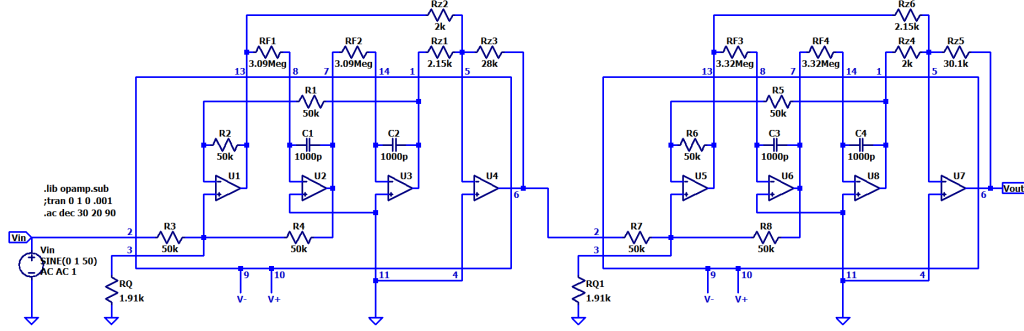 Rz2
2k
Rz6
2.15k
RF1
3.09Meg
RF2
3.09Meg
Rz1
2.15k
Rz3
28k
RF3
3.32Meg
RF4
3.32Meg
Rz4
2k
Rz5
30.1k
13
8
7
14
1
5
13
8
7
14
1
5
R1
50k
R5
50k
R2
50k
C1
1000p
C2
1000p
R6
50k
C3
1000p
C4
1000p
U1
U2
U3
U4
U5
U6
U8
U7
6
6
Vout
.lib opamp.sub
;tran 0 1 0 .001
.ac dec 30 20 90
Vin
2
R3
50k
R4
50k
2
R7
50k
R8
50k
3
3
Vin
SINE(0 1 50)
AC AC 1
9
10
11
4
9
10
11
4
RQ
1.91k
V-
V+
RQ1
1.91k
V-
V+